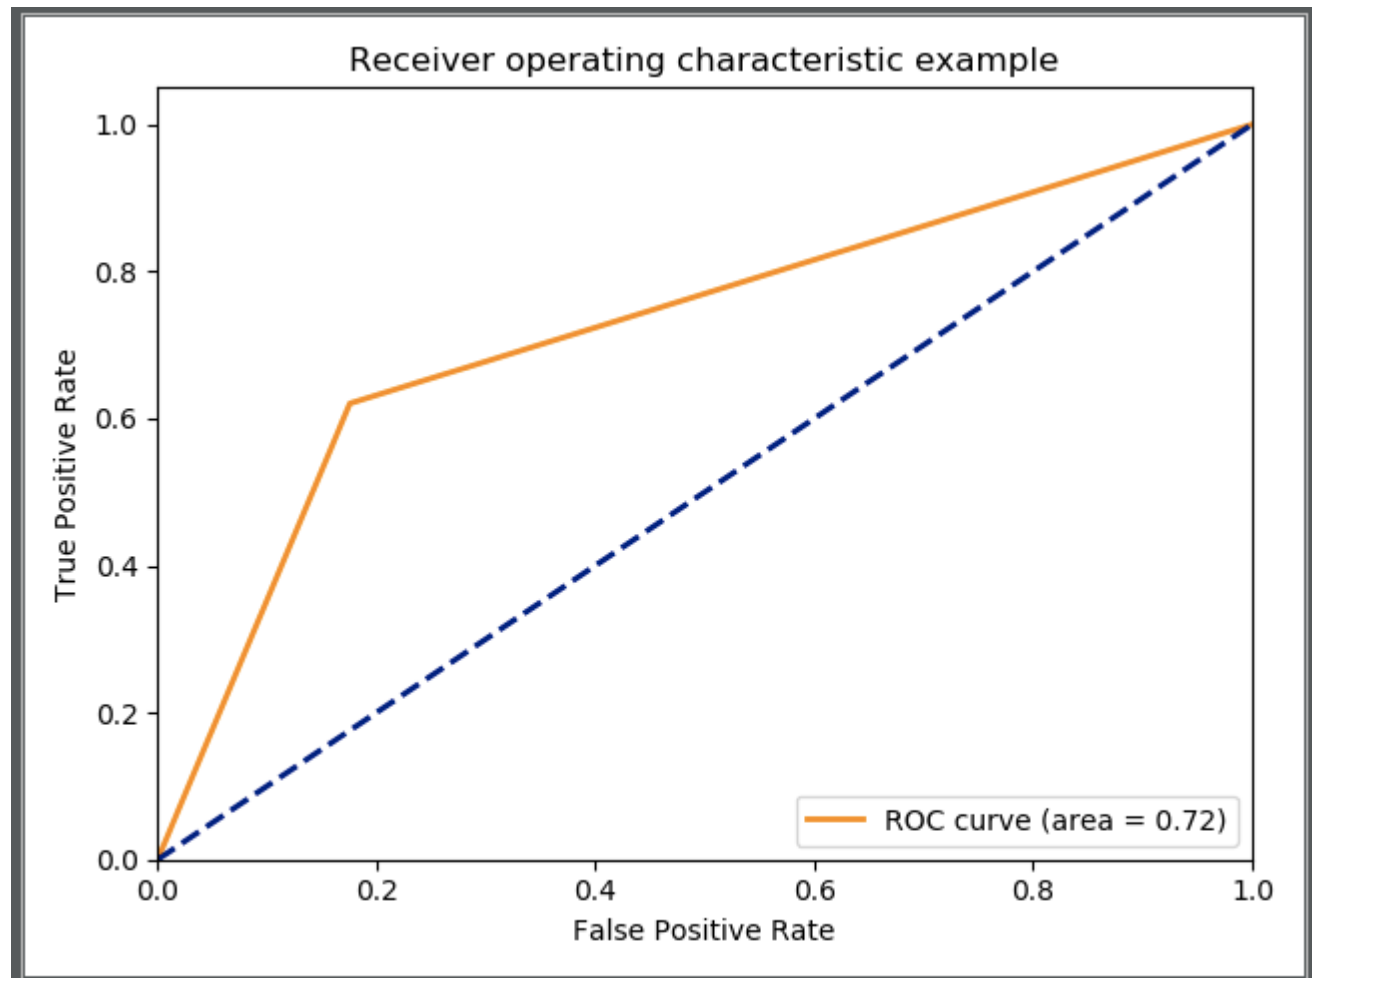 Receiver operating characteristic example
1.0
0.8
0.6
0.4
0.2
0.0
True Positive Rate
ROC curve (area = 0.72)
0.0 0.2 0.4 0.6 0.8 1.0
False Positive Rate